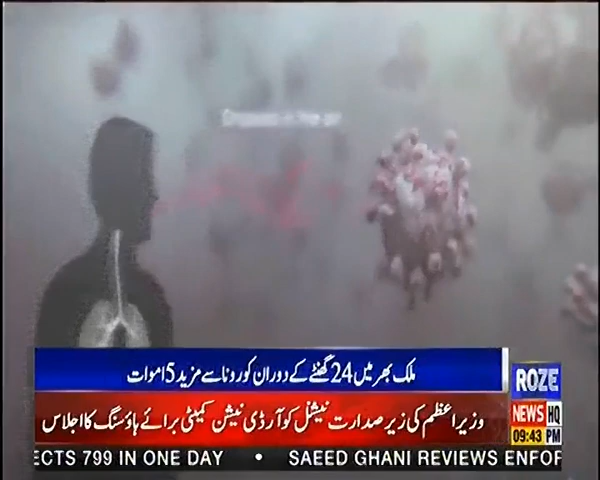 ملک بھر میں 24 گھنٹے کے دوران کورونا سے مزید 5 اموات
ROZE
وزیراعظم کی زیر صدارت نیشنل کوآرڈی نیشن کمیٹی برائے ہاؤسنگ کا اجلاس
NEWS HQ
09:43 PM
ECTS 799 IN ONE DAY • SAEED GHANI REVIEWS ENFOR